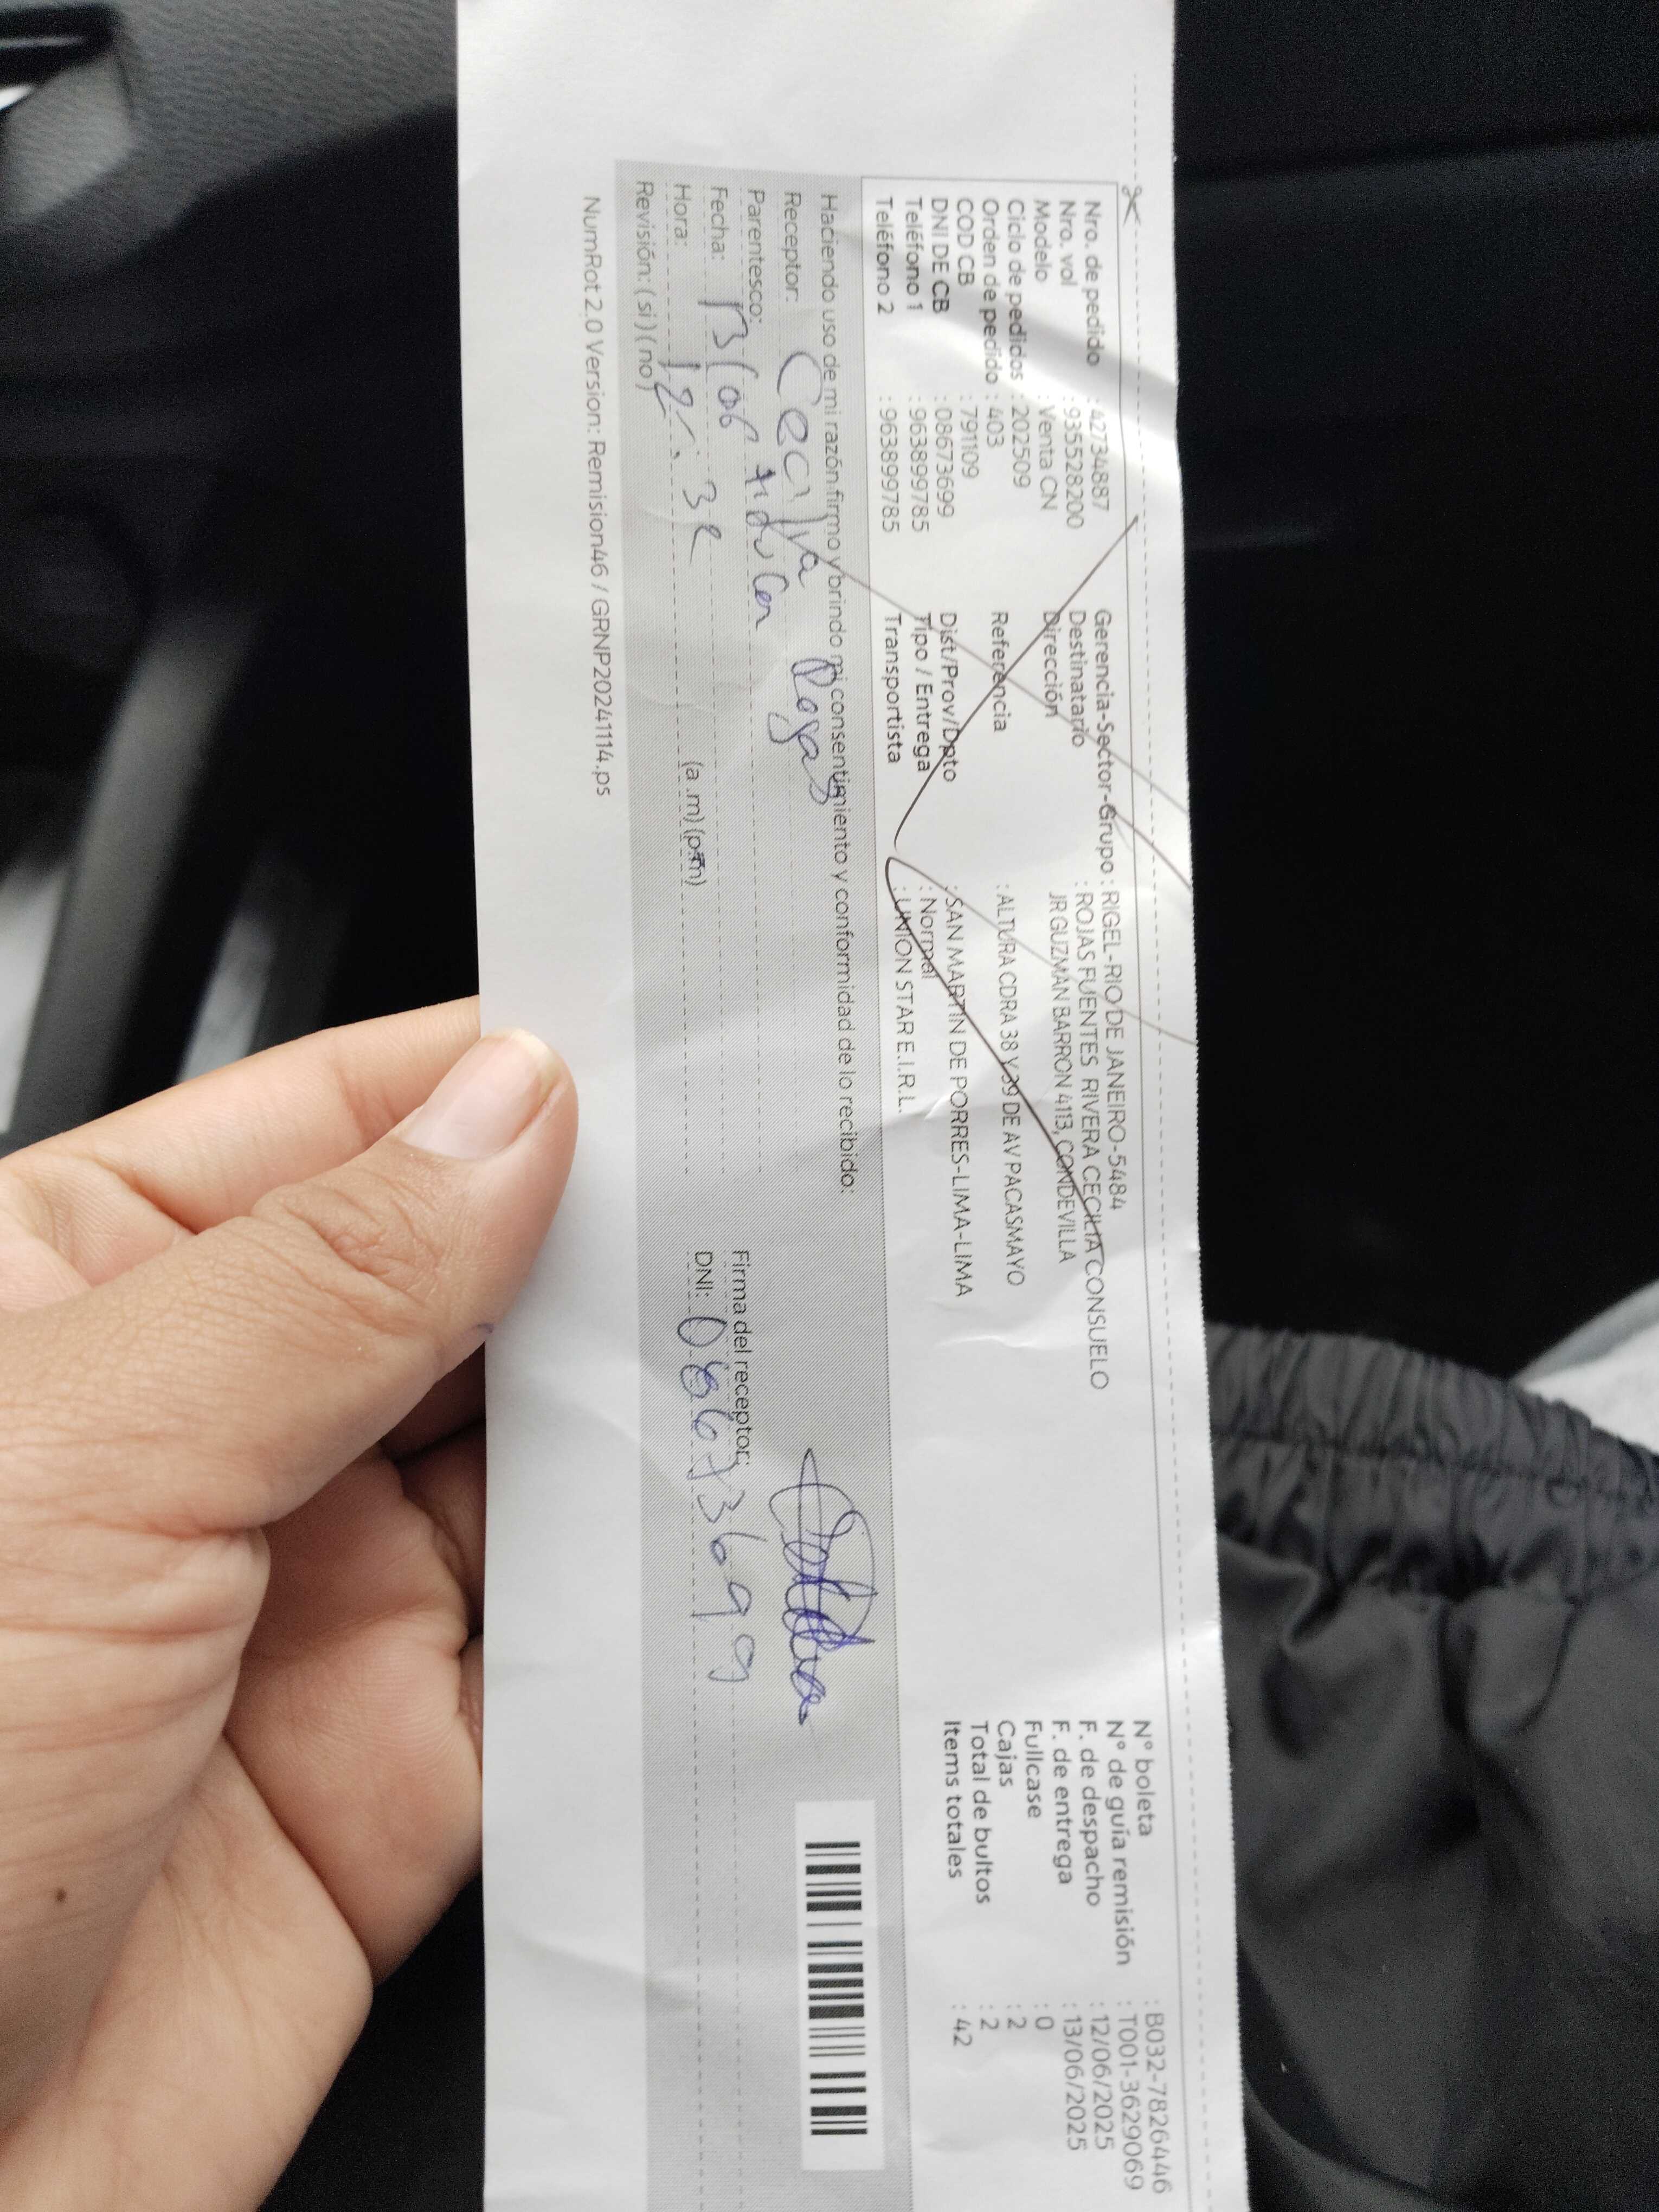 Nro. de pedido : 42734887
Nro. vol : 935528200
Modelo : Venta CN
Ciclo de pedidos : 202509
Orden de pedido : 403
COD CB : 791109
DNI DE CB : 08673699
Teléfono 1 : 963899785
Teléfono 2 : 963899785
Gerencia-Sector-Grupo : RIGEL-RIO DE JANEIRO-5484
Destinatario : ROJAS FUENTES RIVERA CECILIA CONSUELO
Dirección JR GUZMAN BARRON 4113, CONDEVILLA
Referencia : ALTURA CDRA 38 Y 39 DE AV PACASMAYO
Dist/Prov/Dpto : SAN MARTIN DE PORRES-LIMA-LIMA
Tipo / Entrega : Normal
Transportista : UNION STAR E.I.R.L.
N° boleta : B032-7826446
N° de guía remisión : T001-3629069
F. de despacho : 12/06/2025
F. de entrega : 13/06/2025
Fullcase : 0
Cajas : 2
Total de bultos : 2
Items totales : 42
Haciendo uso de mi razón firmo y brindo mi consentimiento y conformidad de lo recibido:
Receptor: Cecilya Rojas
Parentesco: titular
Fecha: 13/06
Hora: 12:32 (a.m) (p.m)
Revisión: ( si ) ( no )
Firma del receptor:
DNI: 08673699
NumRot 2.0 Version: Remision46 / GRNP20241114.ps